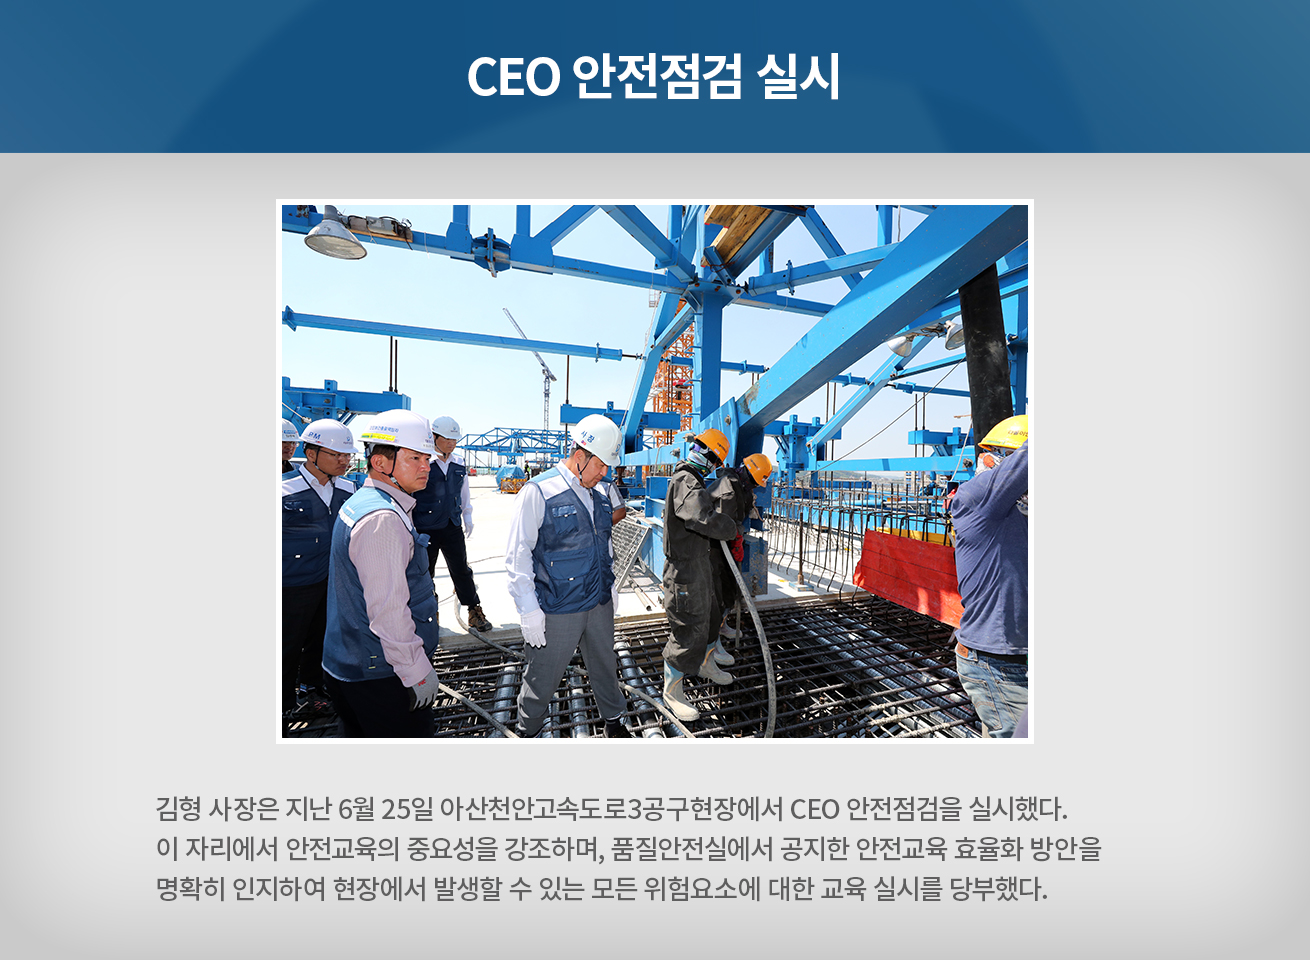 CEO 안전점검 실시
사장
김형 사장은 지난 6월 25일 아산천안고속도로3공구현장에서 CEO 안전점검을 실시했다.
이 자리에서 안전교육의 중요성을 강조하며, 품질안전실에서 공지한 안전교육 효율화 방안을
명확히 인지하여 현장에서 발생할 수 있는 모든 위험요소에 대한 교육 실시를 당부했다.